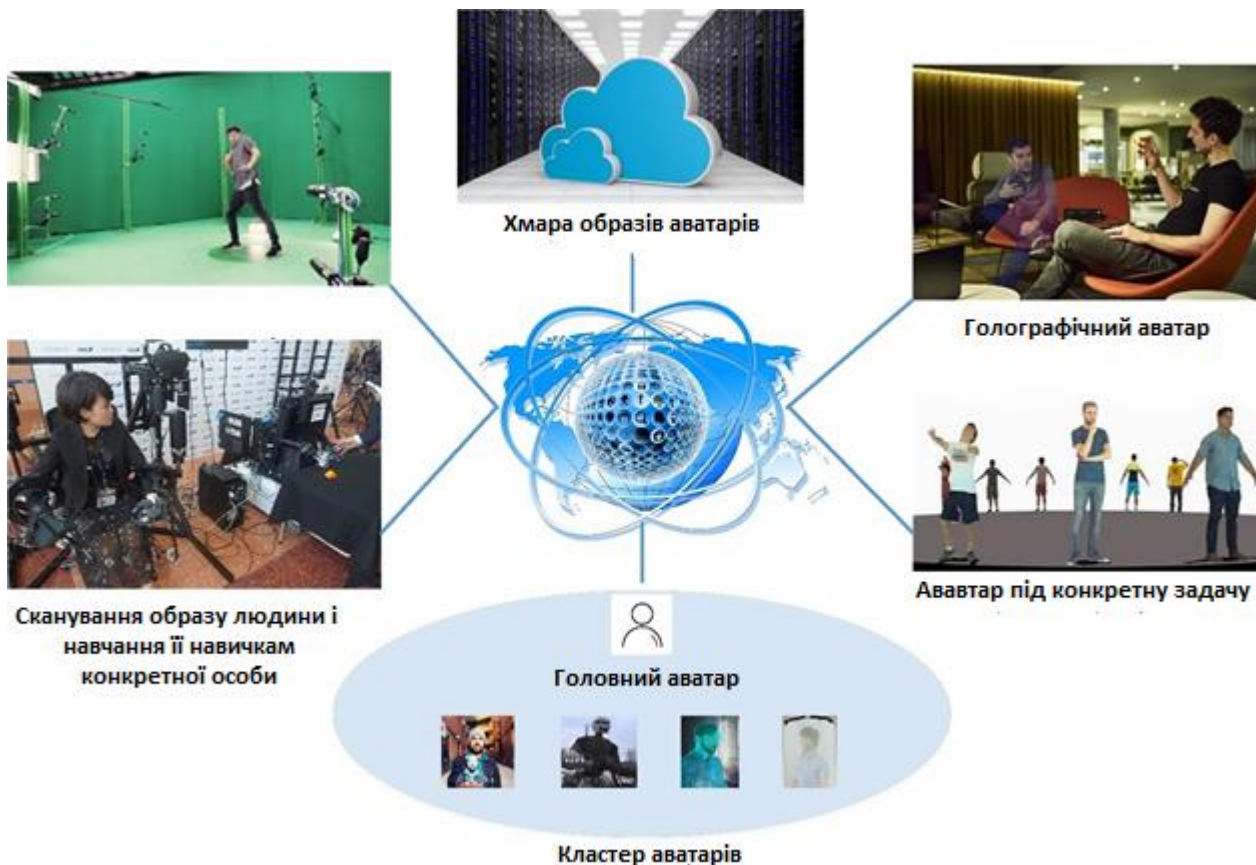 Хмара образів аватарів
Голографічний аватар
Сканування образу людини і
навчання її навичкам
конкретної особи
Ававтар під конкретну задачу
Головний аватар
Кластер аватарів